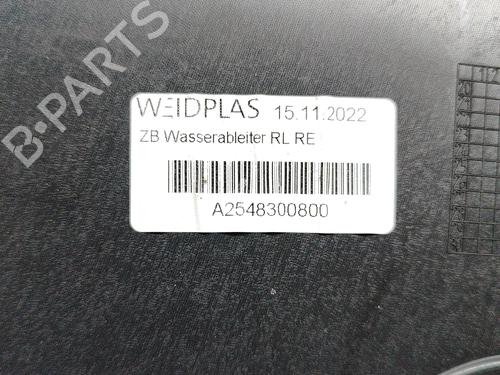 WEIDPLAS 15.11.2022
ZB Wasserableiter RL RE
A2548300800
B-PARTS